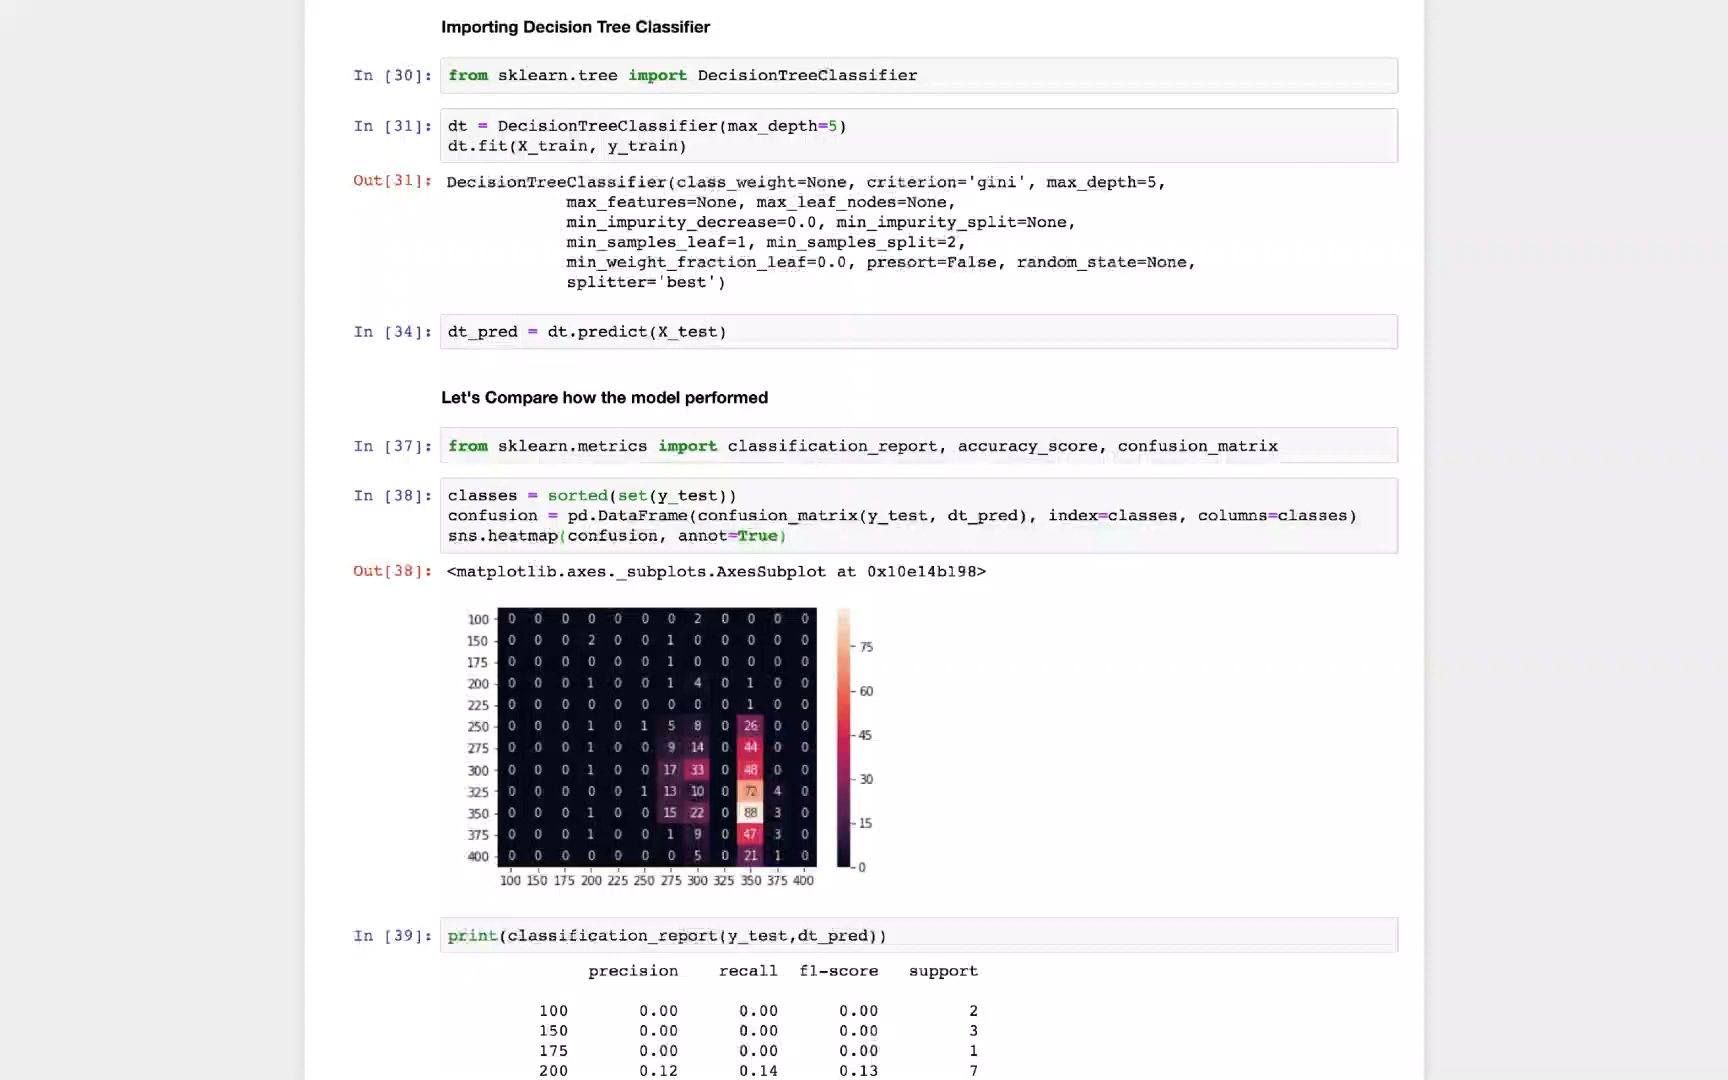 Importing Decision Tree Classifier
In [30]: from sklearn.tree import DecisionTreeClassifier
In [31]: dt = DecisionTreeClassifier(max_depth=5)
dt.fit(X_train, y_train)
Out[31]: DecisionTreeClassifier(class_weight=None, criterion='gini', max_depth=5,
max_features=None, max_leaf_nodes=None,
min_impurity_decrease=0.0, min_impurity_split=None,
min_samples_leaf=1, min_samples_split=2,
min_weight_fraction_leaf=0.0, presort=False, random_state=None,
splitter='best')
In [34]: dt_pred = dt.predict(X_test)
Let's Compare how the model performed
In [37]: from sklearn.metrics import classification_report, accuracy_score, confusion_matrix
In [38]: classes = sorted(set(y_test))
confusion = pd.DataFrame(confusion_matrix(y_test, dt_pred), index=classes, columns=classes)
sns.heatmap(confusion, annot=True)
Out[38]: <matplotlib.axes._subplots.AxesSubplot at 0x10e14b198>
100 0 0 0 0 0 0 0 2 0 0 0 0
150 0 0 0 2 0 0 1 0 0 0 0 0
175 0 0 0 0 0 0 1 0 0 0 0 0
200 0 0 0 1 0 0 1 4 0 1 0 0
225 0 0 0 0 0 0 0 0 0 1 0 0
250 0 0 0 1 0 1 5 8 0 26 0 0
275 0 0 0 1 0 0 9 14 0 44 0 0
300 0 0 0 1 0 0 17 33 0 48 0 0
325 0 0 0 0 0 1 13 10 0 72 4 0
350 0 0 0 1 0 0 15 22 0 88 3 0
375 0 0 0 1 0 0 1 9 0 47 3 0
400 0 0 0 0 0 0 0 5 0 21 1 0
100 150 175 200 225 250 275 300 325 350 375 400
75
60
45
30
15
0
In [39]: print(classification_report(y_test,dt_pred))
precision recall f1-score support
100 0.00 0.00 0.00 2
150 0.00 0.00 0.00 3
175 0.00 0.00 0.00 1
200 0.12 0.14 0.13 7